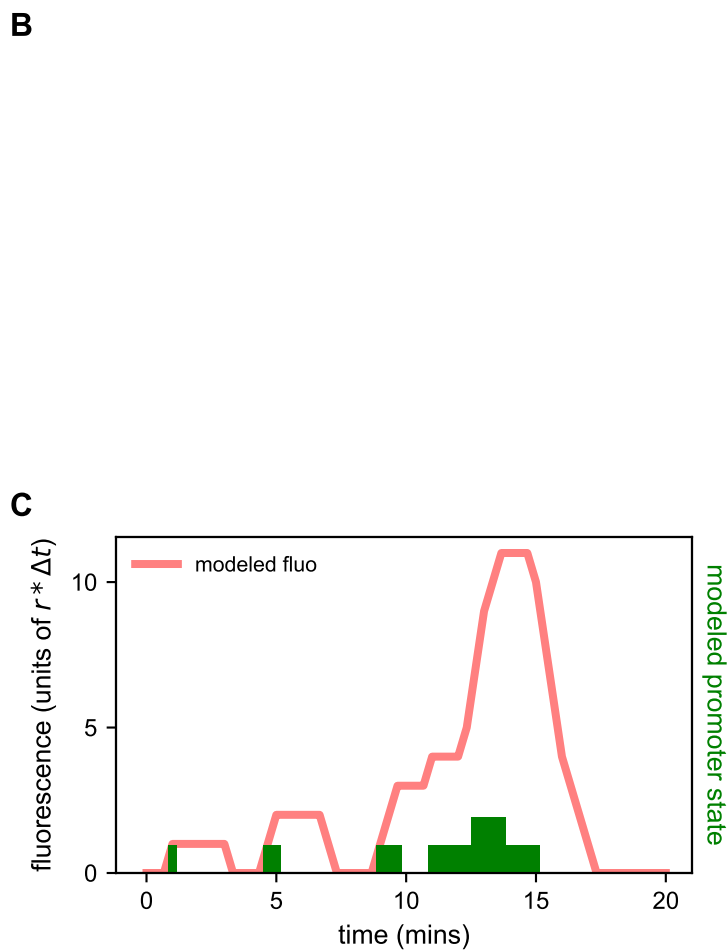 B
C
fluorescence (units of r * Δt)
modeled fluo
10
5
0
0 5 10 15 20
time (mins)
modeled promoter state